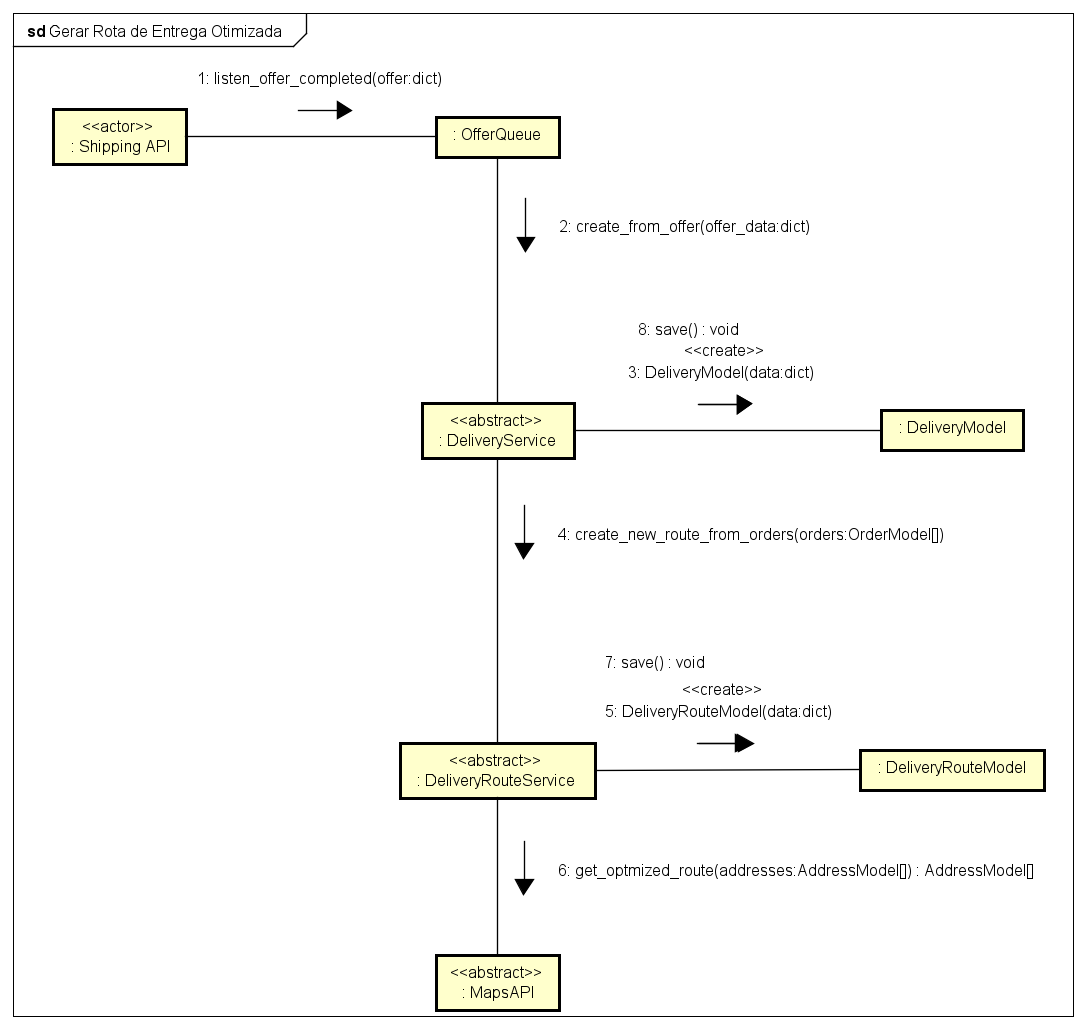 sd Gerar Rota de Entrega Otimizada
1: listen_offer_completed(offer:dict)
<<actor>>
: Shipping API
: OfferQueue
2: create_from_offer(offer_data:dict)
8: save() : void
<<create>>
3: DeliveryModel(data:dict)
<<abstract>>
: DeliveryService
: DeliveryModel
4: create_new_route_from_orders(orders:OrderModel[])
7: save() : void
<<create>>
5: DeliveryRouteModel(data:dict)
<<abstract>>
: DeliveryRouteService
: DeliveryRouteModel
6: get_optmized_route(addresses:AddressModel[]) : AddressModel[]
<<abstract>>
: MapsAPI